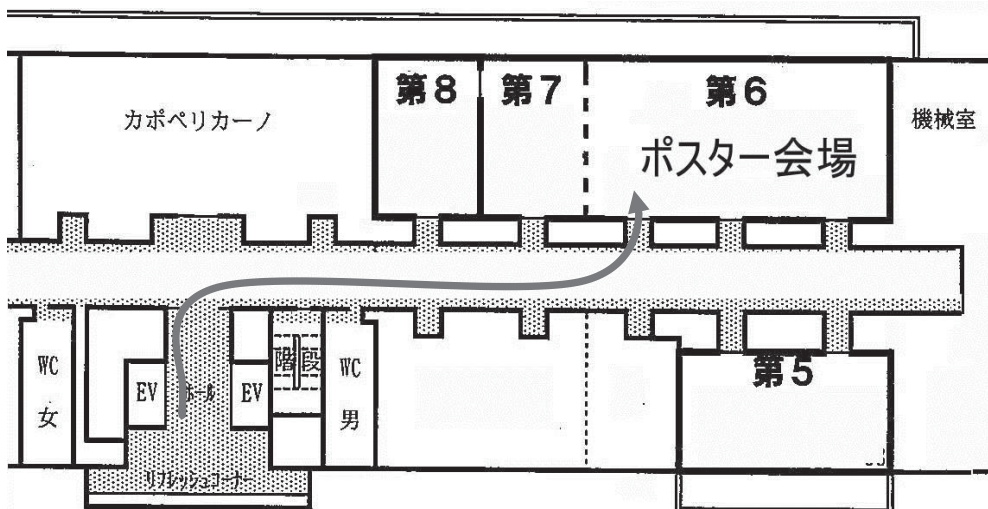 第8
第7
第6
カポペリカーノ
機械室
ポスター会場
WC
女
EV
ホール
EV
階段
WC
男
第5
リフレッシュコーナー